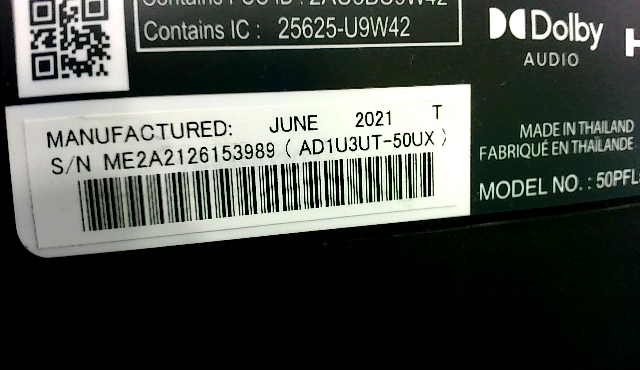 Contains IC : 25625-U9W42
Dolby
AUDIO
MANUFACTURED: JUNE 2021 T
S/N ME2A2126153989 ( AD1U3UT-50UX )
MADE IN THAILAND
FABRIQUÉ EN THAÏLANDE
MODEL NO. : 50PFL